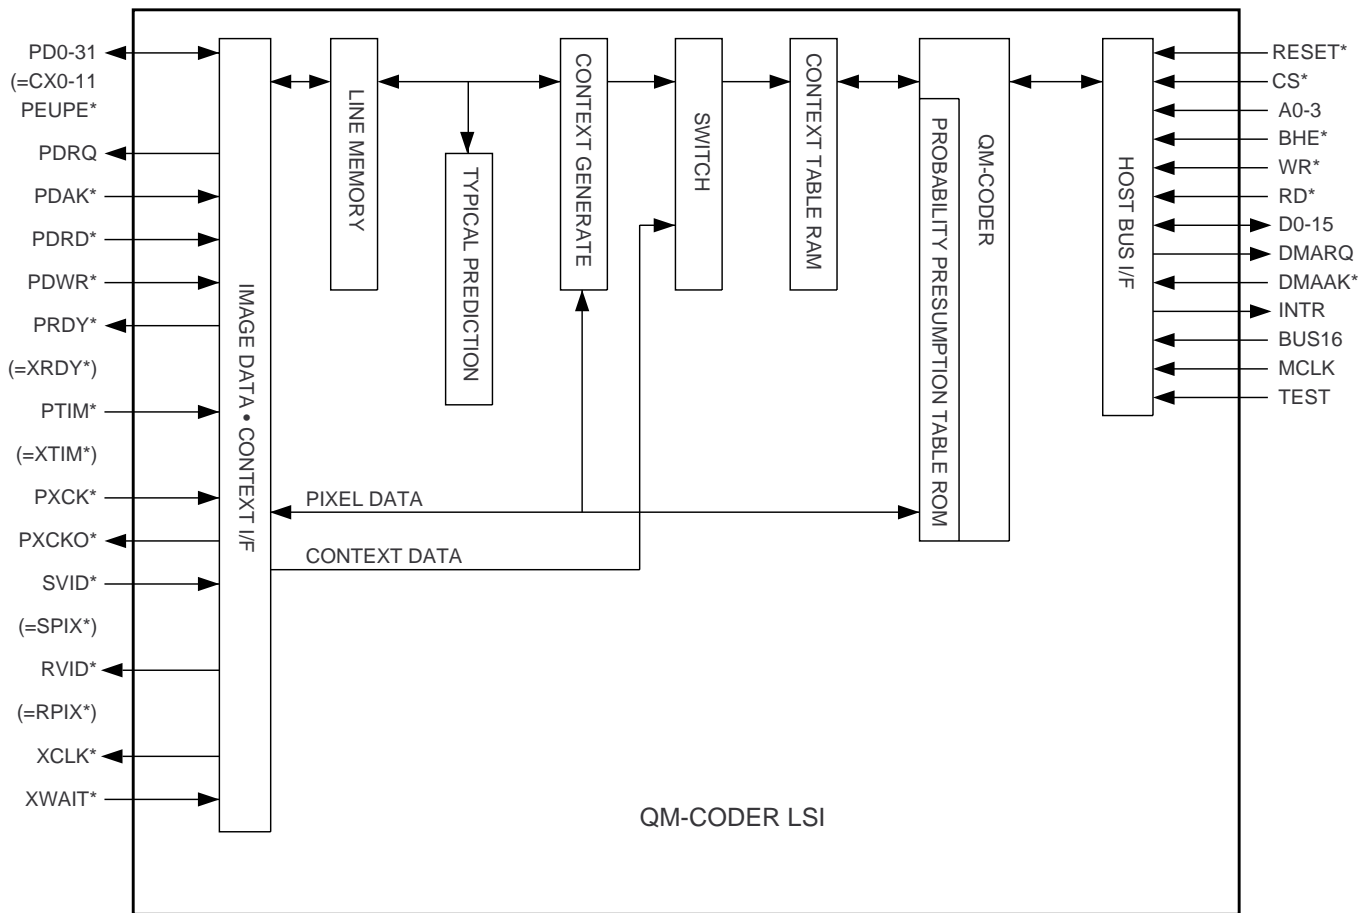 PD0-31
(=CX0-11
PEUPE*
PDRQ
PDAK*
PDRD*
PDWR*
PRDY*
(=XRDY*)
PTIM*
(=XTIM*)
PXCK*
PXCKO*
SVID*
(=SPIX*)
RVID*
(=RPIX*)
XCLK*
XWAIT*
IMAGE DATA • CONTEXT I/F
LINE MEMORY
TYPICAL PREDICTION
CONTEXT GENERATE
SWITCH
CONTEXT TABLE RAM
PROBABILITY PRESUMPTION TABLE ROM
QM-CODER
HOST BUS I/F
PIXEL DATA
CONTEXT DATA
RESET*
CS*
A0-3
BHE*
WR*
RD*
D0-15
DMARQ
DMAAK*
INTR
BUS16
MCLK
TEST
QM-CODER LSI